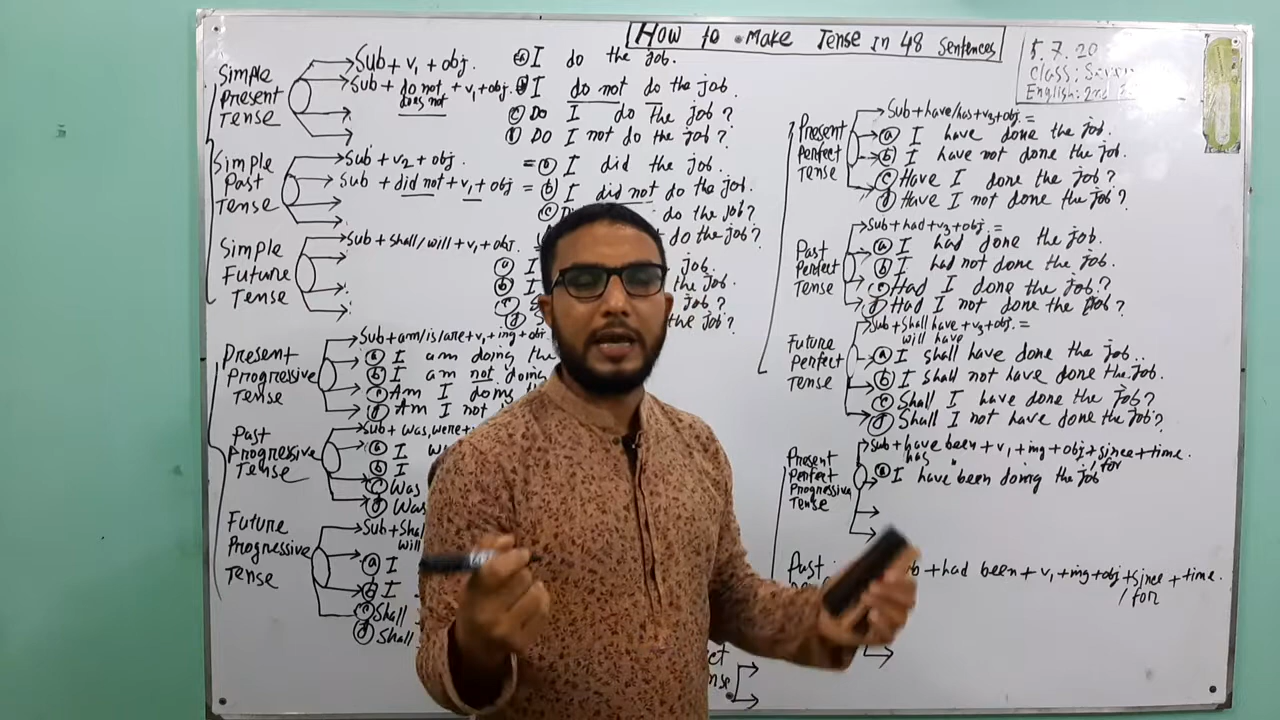 How to Make Tense In 48 Sentences
5.7.20
Class: Seven
English: 2nd
Simple Present Tense
Sub + v1 + obj.
Sub + do not + v1 + obj.
does not
(a) I do the job.
(b) I do not do the job.
(c) Do I do the job?
(d) Do I not do the job?
Simple Past Tense
Sub + v2 + obj.
Sub + did not + v1 + obj
= (a) I did the job.
= (b) I did not do the job.
(c) do the job?
do the job?
Simple Future Tense
Sub + shall/will + v1 + obj.
(a) I job.
(b) I the job.
(c) job?
(d) the job?
Present Progressive Tense
Sub + am/is/are + v1 + ing + obj.
(a) I am doing the
(b) I am not doing
(c) Am I doing
(d) Am I not
Past Progressive Tense
Sub + was, were +
(a) I
(b) I
(c) Was
(d) Was
Future Progressive Tense
Sub + Shall
will
(a) I
(b) I
(c) Shall
(d) Shall
Present Perfect Tense
Sub + have/has + v3 + obj. =
(a) I have done the job.
(b) I have not done the job.
(c) Have I done the job?
(d) Have I not done the job?
Past Perfect Tense
Sub + had + v3 + obj. =
(a) I had done the job.
(b) I had not done the job.
(c) Had I done the job?
(d) Had I not done the job?
Future Perfect Tense
Sub + shall have + v3 + obj. =
will have
(a) I shall have done the job.
(b) I shall not have done the job.
(c) Shall I have done the job?
(d) Shall I not have done the job?
Present Perfect Progressive Tense
Sub + have been + v1 + ing + obj + since + time.
has / for
(a) I have been doing the job
Past
+ had been + v1 + ing + obj + since + time.
/ for